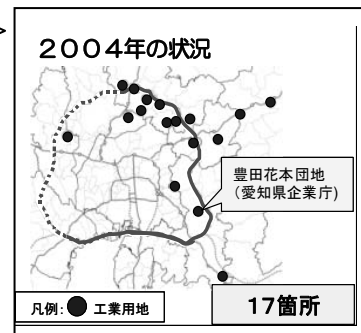 >
2004年の状況
豊田花本団地
(愛知県企業庁)
凡例:● 工業用地
17箇所